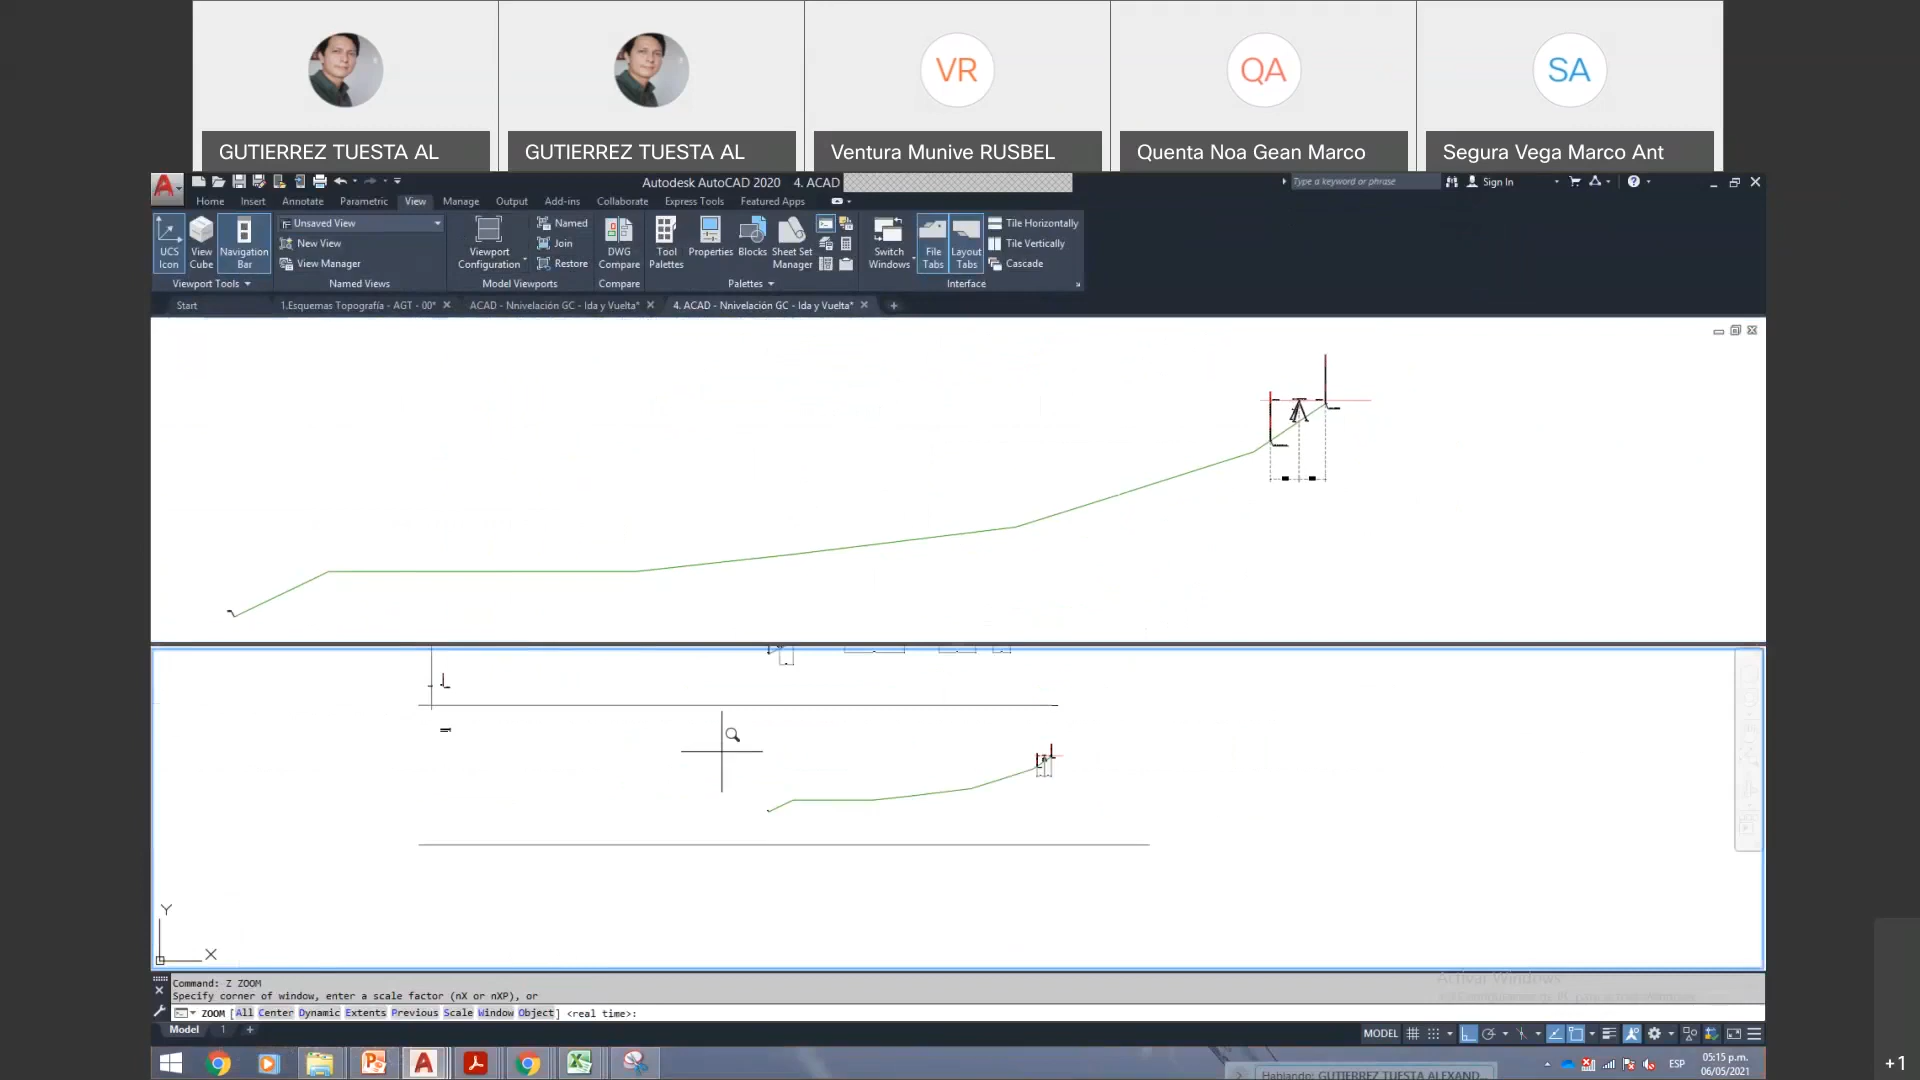 VR
QA
SA
GUTIERREZ TUESTA AL
GUTIERREZ TUESTA AL
Ventura Munive RUSBEL
Quenta Noa Gean Marco
Segura Vega Marco Ant
Autodesk AutoCAD 2020 4. ACAD
Type a keyword or phrase
Sign In
Home Insert Annotate Parametric View Manage Output Add-ins Collaborate Express Tools Featured Apps
UCS Icon
View Cube
Navigation Bar
Unsaved View
New View
View Manager
Viewport Configuration
Named
Join
Restore
DWG Compare
Tool Palettes
Properties
Blocks
Sheet Set Manager
Switch Windows
File Tabs
Layout Tabs
Tile Horizontally
Tile Vertically
Cascade
Viewport Tools
Named Views
Model Viewports
Compare
Palettes
Interface
Start
1.Esquemas Topografía - AGT - 00*
ACAD - Nnivelación GC - Ida y Vuelta*
4. ACAD - Nnivelación GC - Ida y Vuelta*
Y
X
Activar Windows
Command: Z ZOOM
Specify corner of window, enter a scale factor (nX or nXP), or
ZOOM [All Center Dynamic Extents Previous Scale Window Object] <real time>:
Model 1 +
MODEL
ESP
05:15 p.m.
06/05/2021
Hablando: GUTIERREZ TUESTA ALEXAND...
+1